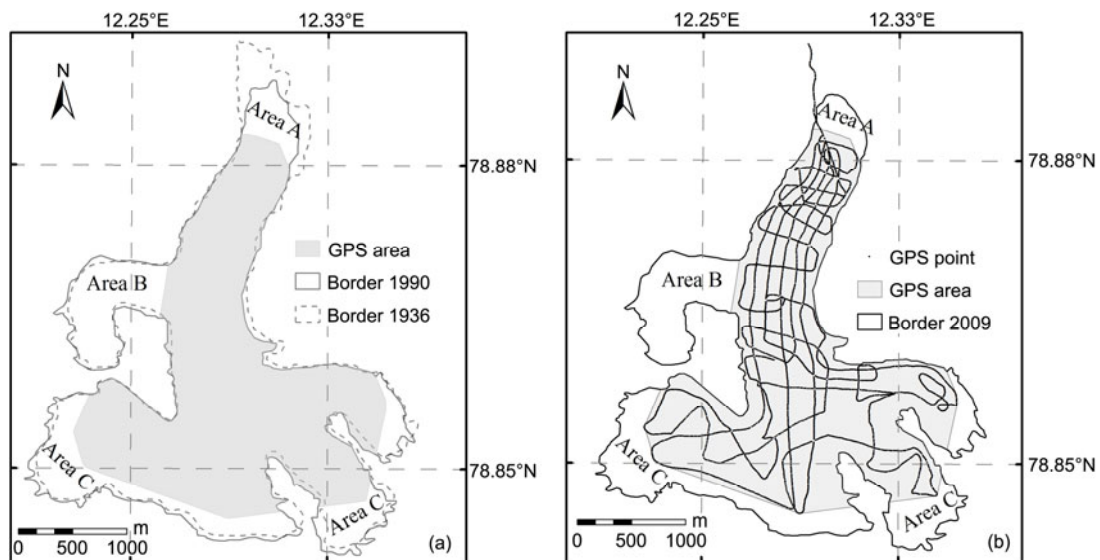 12.25°E 12.33°E
N
Area A
78.88°N
GPS area
Border 1990
Border 1936
Area B
Area C
78.85°N
Area C
m
0 500 1000
(a)
12.25°E 12.33°E
N
Area A
78.88°N
GPS point
GPS area
Border 2009
Area B
Area C
78.85°N
Area C
m
0 500 1000
(b)